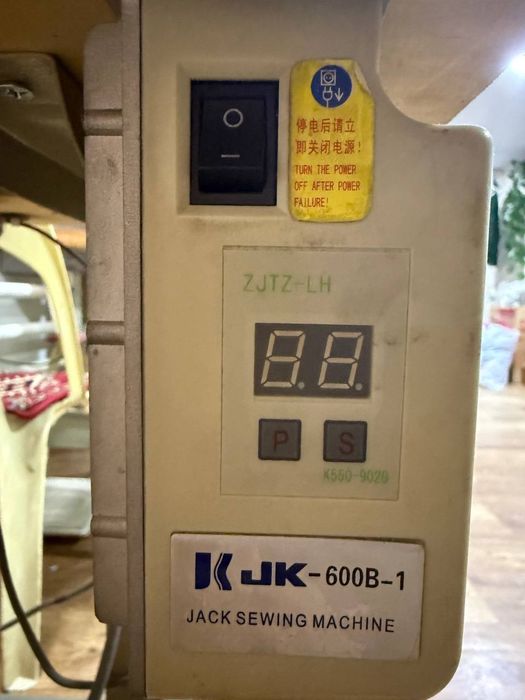 停电后请立
即关闭电源！
TURN THE POWER
OFF AFTER POWER
FAILURE!
ZJTZ-LH
P S
K550-9020
JK-600B-1
JACK SEWING MACHINE